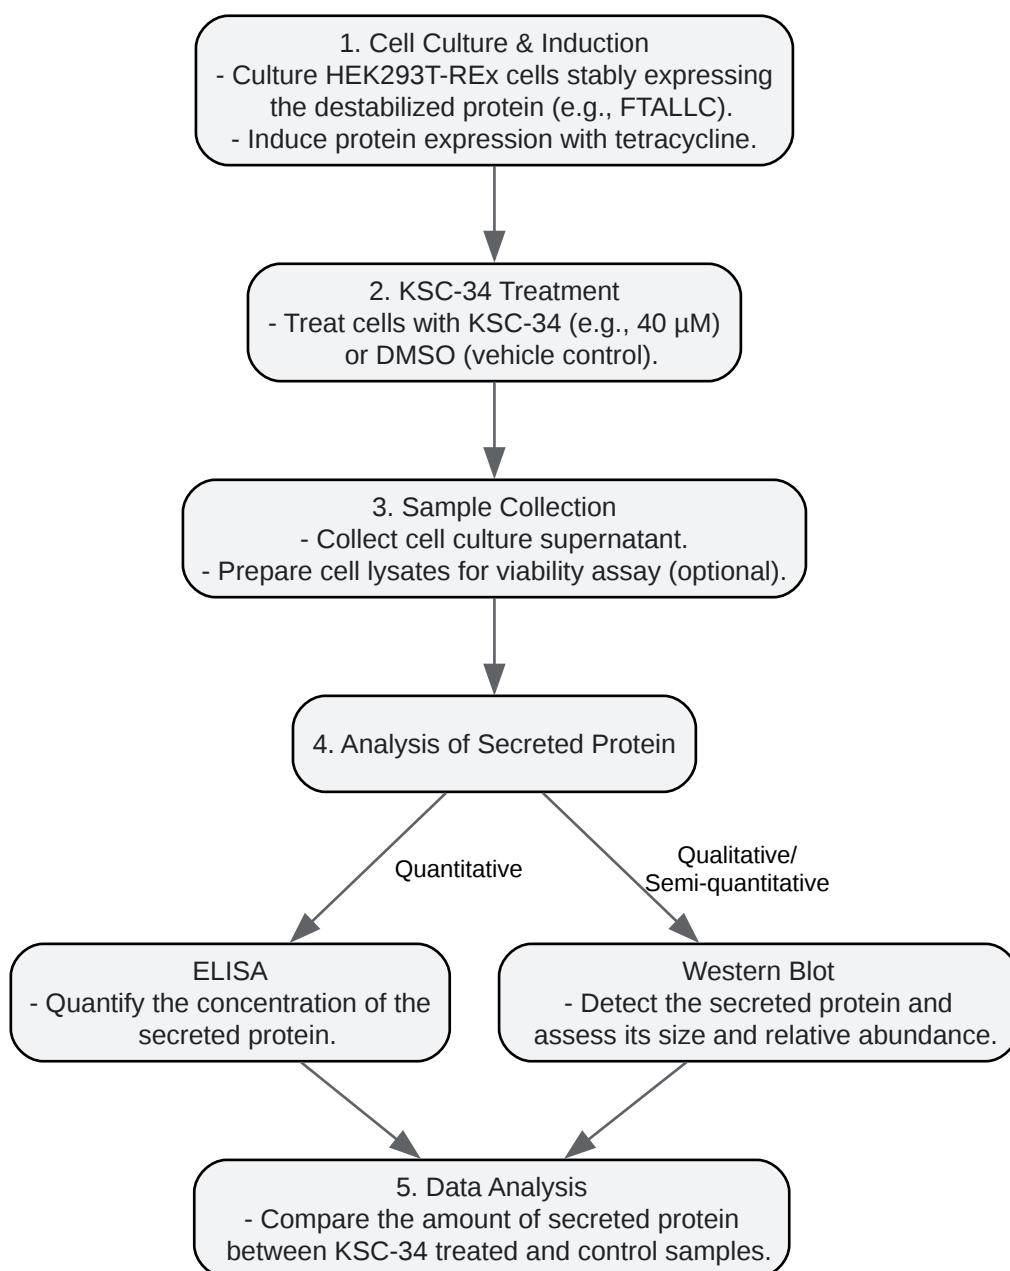 1. Cell Culture & Induction
- Culture HEK293T-REx cells stably expressing
the destabilized protein (e.g., FTALLC).
- Induce protein expression with tetracycline.
2. KSC-34 Treatment
- Treat cells with KSC-34 (e.g., 40 µM)
or DMSO (vehicle control).
3. Sample Collection
- Collect cell culture supernatant.
- Prepare cell lysates for viability assay (optional).
4. Analysis of Secreted Protein
Quantitative
Qualitative/
Semi-quantitative
ELISA
- Quantify the concentration of the
secreted protein.
Western Blot
- Detect the secreted protein and
assess its size and relative abundance.
5. Data Analysis
- Compare the amount of secreted protein
between KSC-34 treated and control samples.